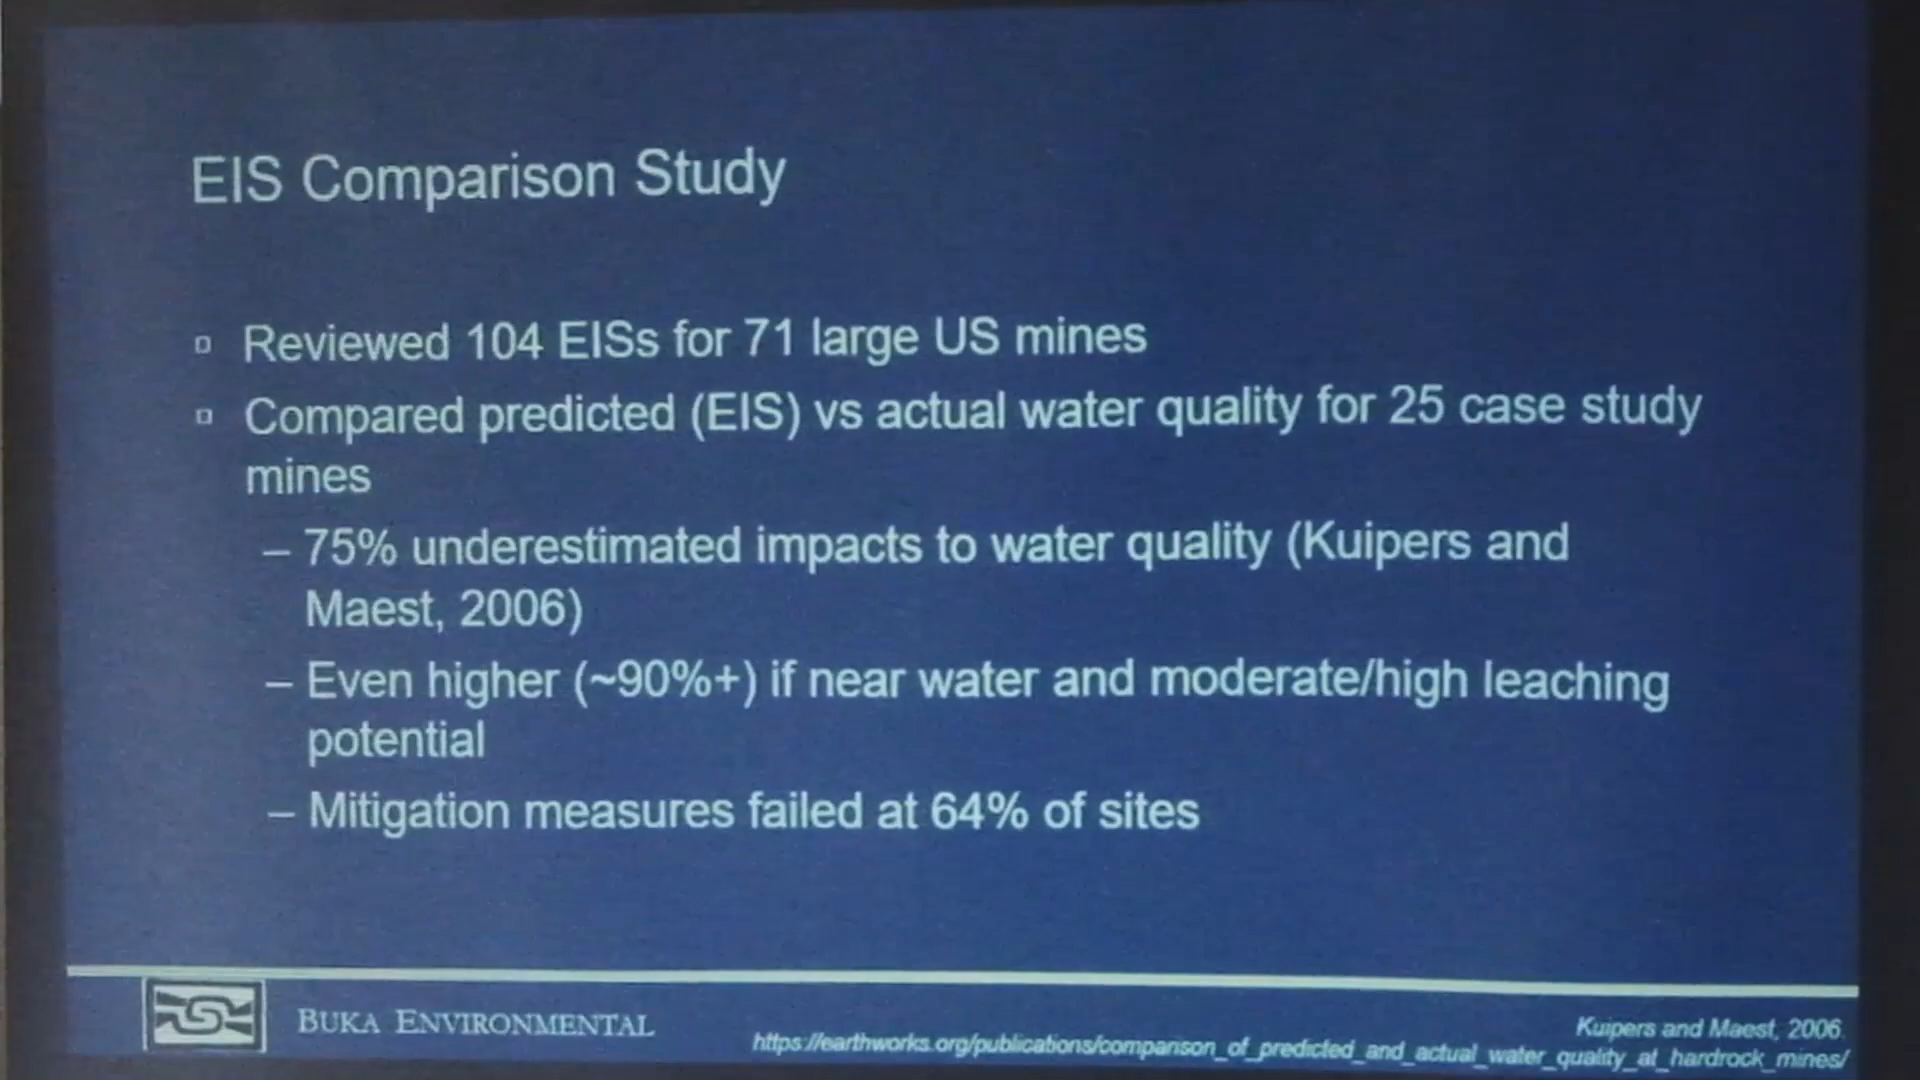 EIS Comparison Study
Reviewed 104 EISs for 71 large US mines
Compared predicted (EIS) vs actual water quality for 25 case study
mines
– 75% underestimated impacts to water quality (Kuipers and
Maest, 2006)
– Even higher (~90%+) if near water and moderate/high leaching
potential
– Mitigation measures failed at 64% of sites
BUKA ENVIRONMENTAL
Kuipers and Maest, 2006.
https://earthworks.org/publications/comparison_of_predicted_and_actual_water_quality_at_hardrock_mines/